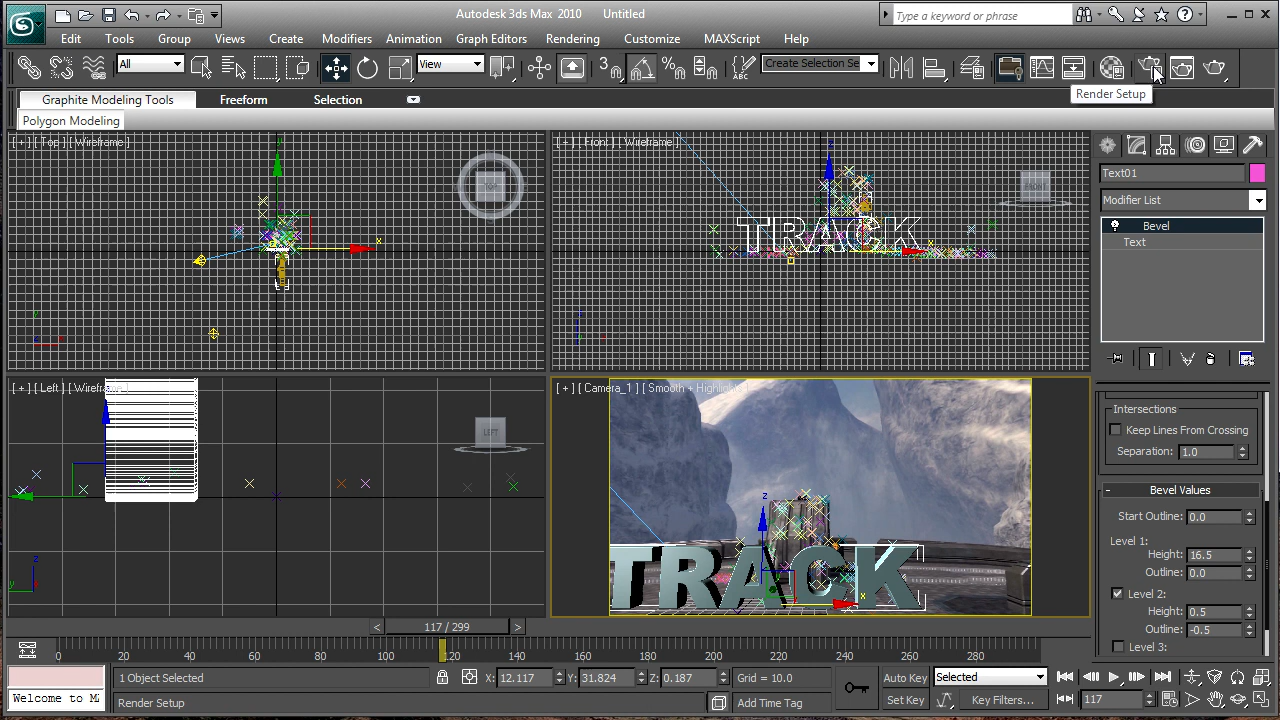 Autodesk 3ds Max 2010 Untitled
Type a keyword or phrase
Edit Tools Group Views Create Modifiers Animation Graph Editors Rendering Customize MAXScript Help
All View 3 Create Selection Se
Render Setup
Graphite Modeling Tools Freeform Selection
Polygon Modeling
[ + ] [ Top ] [ Wireframe ]
[ + ] [ Front ] [ Wireframe ]
TOP
FRONT
TRACK
Text01
Modifier List
Bevel
Text
[ + ] [ Left ] [ Wireframe ]
LEFT
[ + ] [ Camera_1 ] [ Smooth + Highlights ]
TRACK
Intersections
Keep Lines From Crossing
Separation: 1.0
- Bevel Values
Start Outline: 0.0
Level 1:
Height: 16.5
Outline: 0.0
Level 2:
Height: 0.5
Outline: -0.5
Level 3:
< 117 / 299 >
0 20 40 60 80 100 120 140 160 180 200 220 240 260 280
1 Object Selected X: 12.117 Y: 31.824 Z: 0.187 Grid = 10.0 Auto Key Selected
Welcome to MA Render Setup Add Time Tag Set Key Key Filters... 117